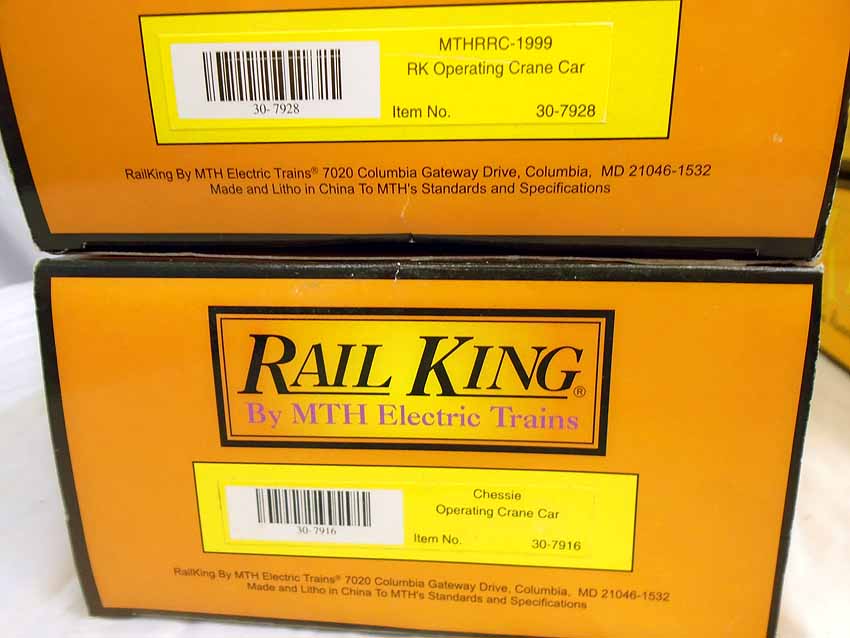 MTHRRC-1999
RK Operating Crane Car
30-7928
Item No. 30-7928
RailKing By MTH Electric Trains® 7020 Columbia Gateway Drive, Columbia, MD 21046-1532
Made and Litho in China To MTH's Standards and Specifications
RAIL KING®
By MTH Electric Trains
Chessie
Operating Crane Car
30-7916
Item No. 30-7916
RailKing By MTH Electric Trains® 7020 Columbia Gateway Drive, Columbia, MD 21046-1532
Made and Litho in China To MTH's Standards and Specifications